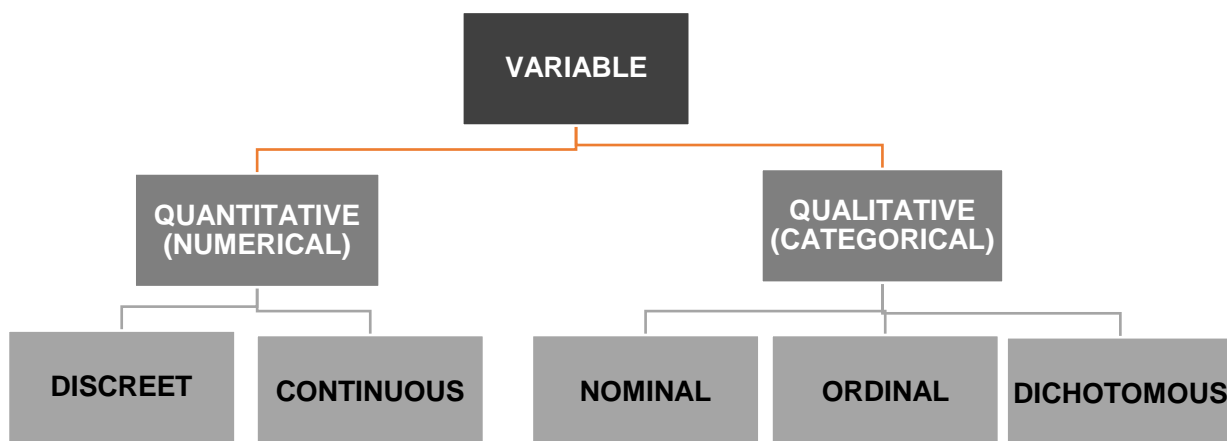 VARIABLE
QUANTITATIVE
(NUMERICAL)
QUALITATIVE
(CATEGORICAL)
DISCREET
CONTINUOUS
NOMINAL
ORDINAL
DICHOTOMOUS